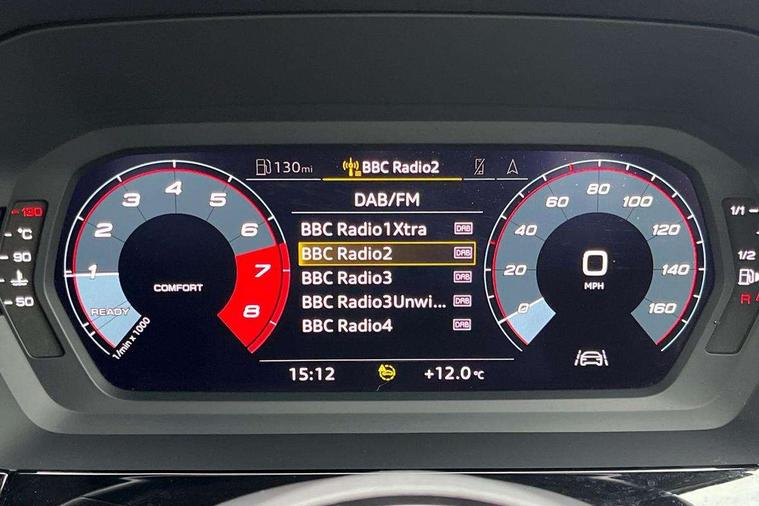 130mi
BBC Radio2
DAB/FM
BBC Radio1Xtra DAB
BBC Radio2 DAB
BBC Radio3 DAB
BBC Radio3Unwi... DAB
BBC Radio4 DAB
15:12
+12.0 °C
READY
1
2
3
4
5
6
7
8
1/min x 1000
COMFORT
0
20
40
60
80
100
120
140
160
0
MPH
130
°C
90
50
1/1
1/2
R